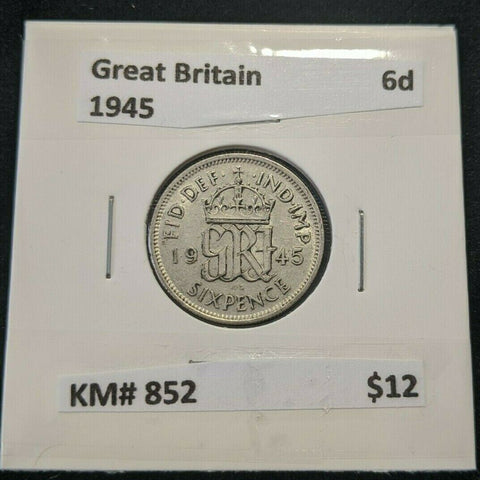 Great Britain 6d
1945
FID·DEF· IND·IMP
19 45
SIXPENCE
KM# 852 $12